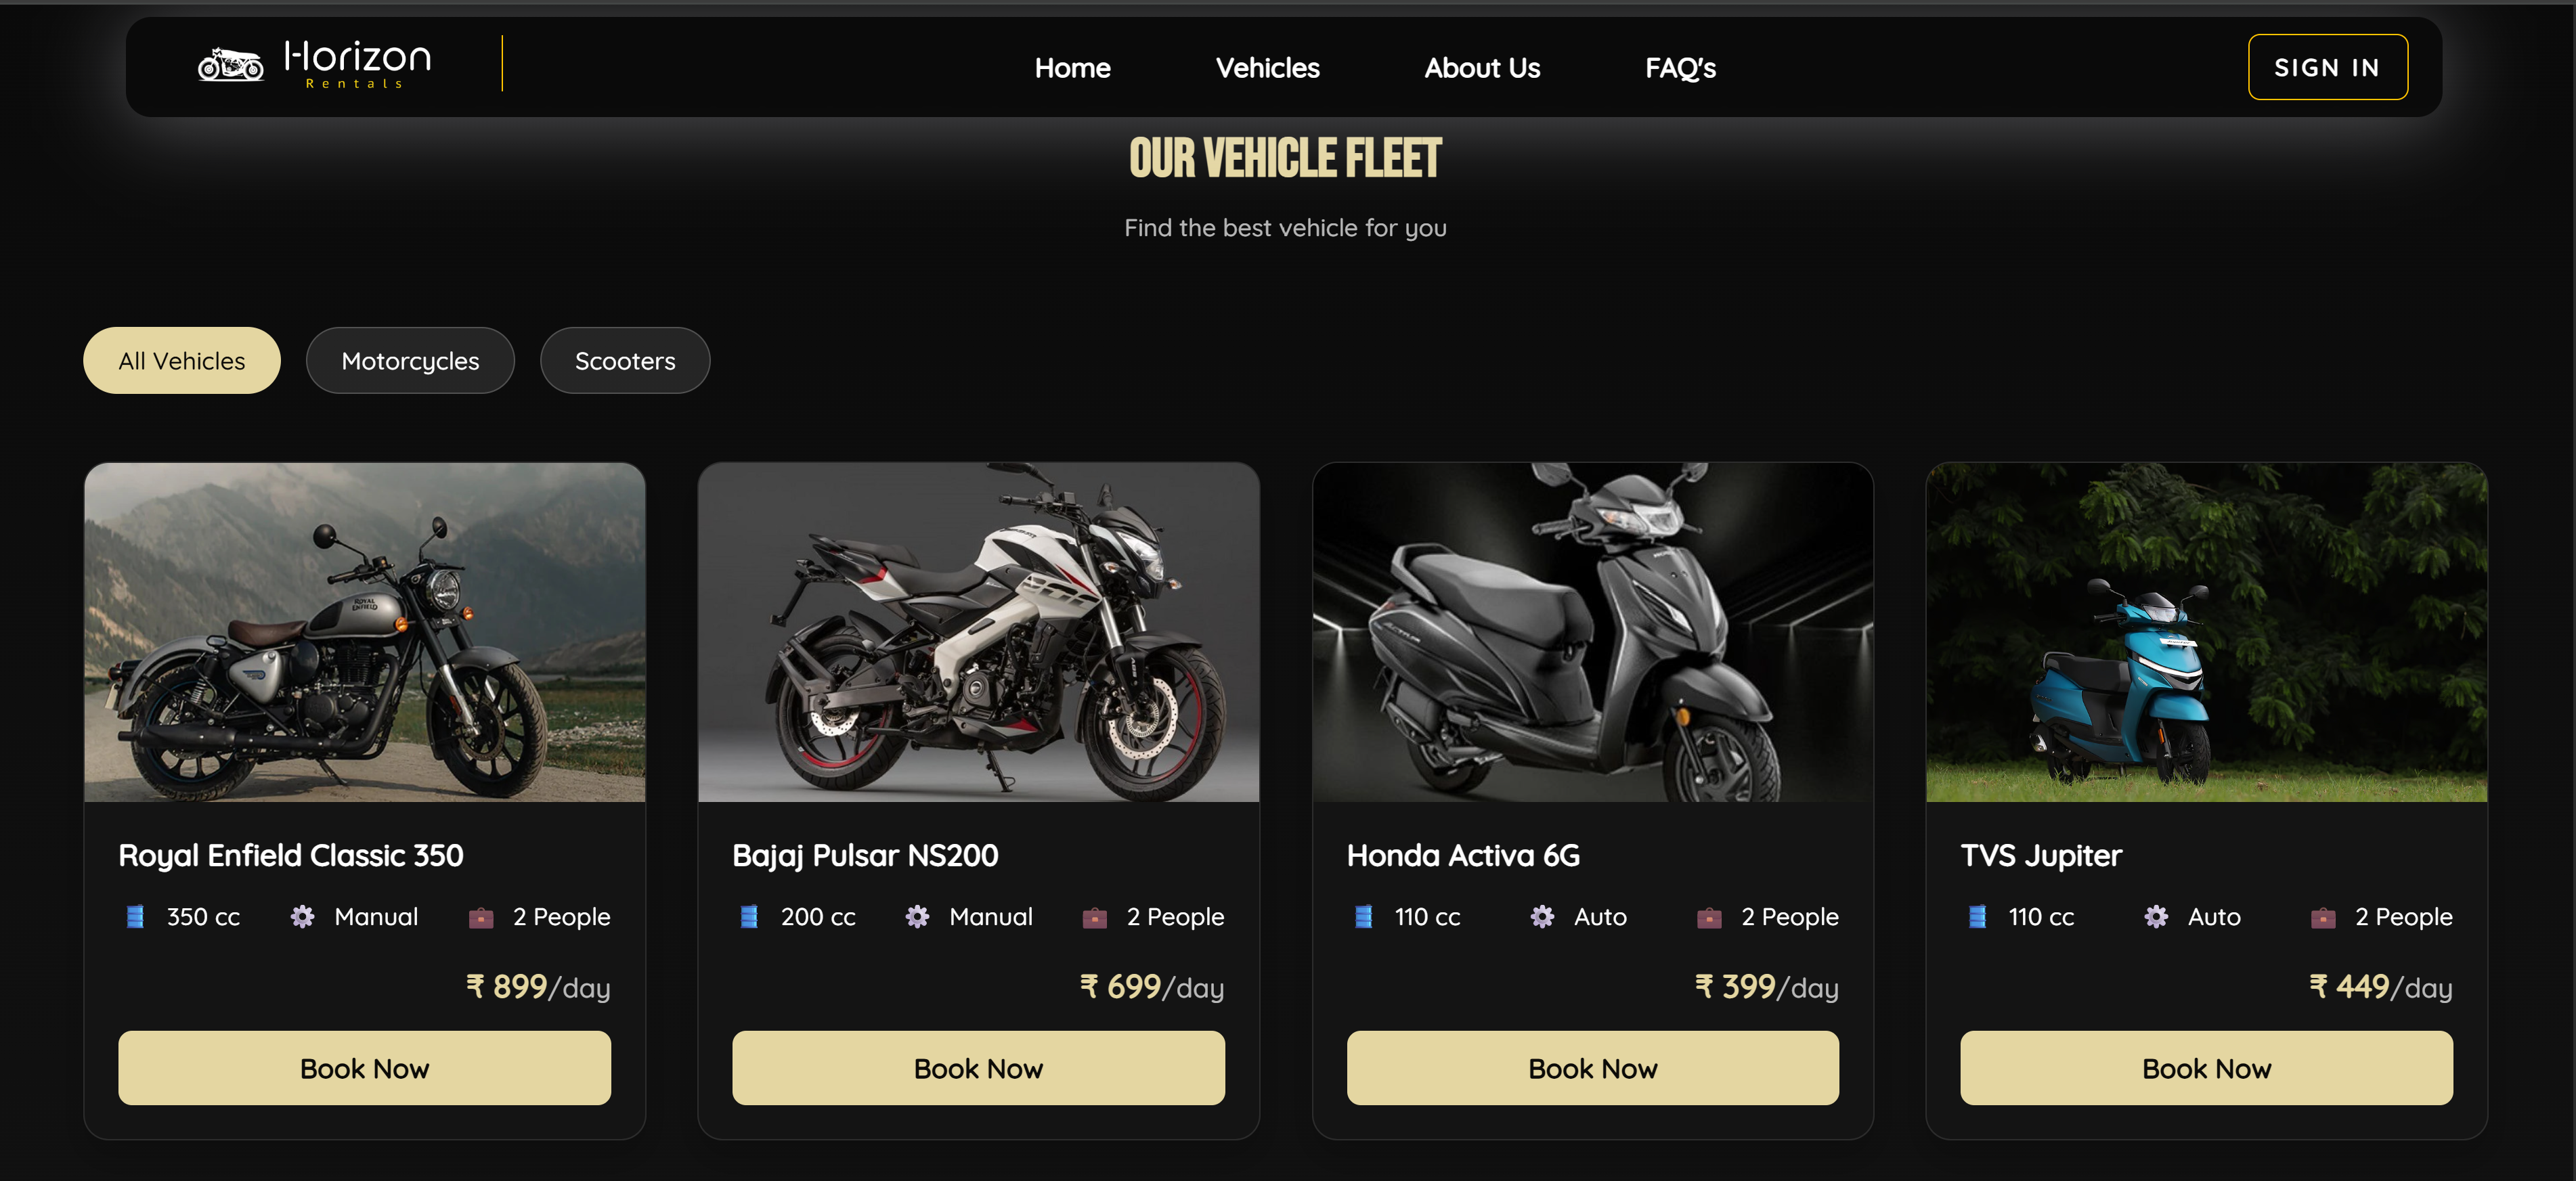 Horizon
Rentals
Home Vehicles About Us FAQ's
SIGN IN
OUR VEHICLE FLEET
Find the best vehicle for you
All Vehicles Motorcycles Scooters
ROYAL
ENFIELD
Royal Enfield Classic 350
350 cc Manual 2 People
₹ 899/day
Book Now
Bajaj Pulsar NS200
200 cc Manual 2 People
₹ 699/day
Book Now
Honda Activa 6G
110 cc Auto 2 People
₹ 399/day
Book Now
TVS Jupiter
110 cc Auto 2 People
₹ 449/day
Book Now